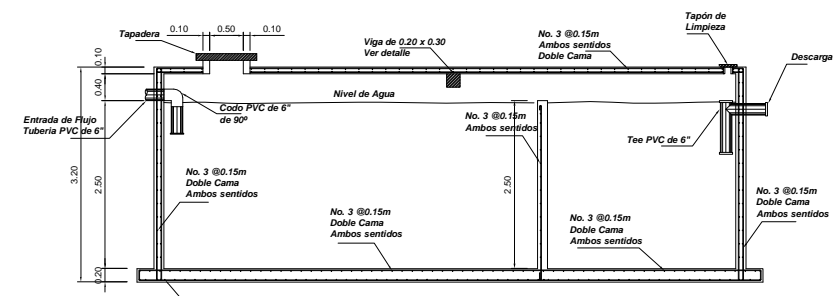 0.10 0.50 0.10
Tapadera
Viga de 0.20 x 0.30
Ver detalle
No. 3 @0.15m
Ambos sentidos
Doble Cama
Tapón de
Limpieza
Descarga
0.10
0.40
Nivel de Agua
Entrada de Flujo
Tuberia PVC de 6"
Codo PVC de 6"
de 90º
No. 3 @0.15m
Ambos sentidos
Tee PVC de 6"
3.20
2.50
2.50
No. 3 @0.15m
Doble Cama
Ambos sentidos
No. 3 @0.15m
Doble Cama
Ambos sentidos
No. 3 @0.15m
Doble Cama
Ambos sentidos
No. 3 @0.15m
Doble Cama
Ambos sentidos
0.20